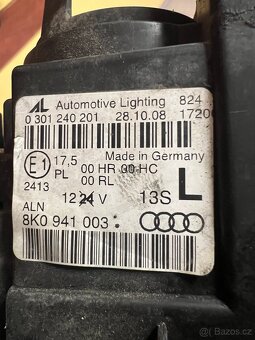 AL Automotive Lighting 824
0 301 240 201 28.10.08 1720
E1 17,5 Made in Germany
PL 00 HR 00 HC
2413 00 RL L
12 24 V 13S
ALN
8K0 941 003
bazos.cz